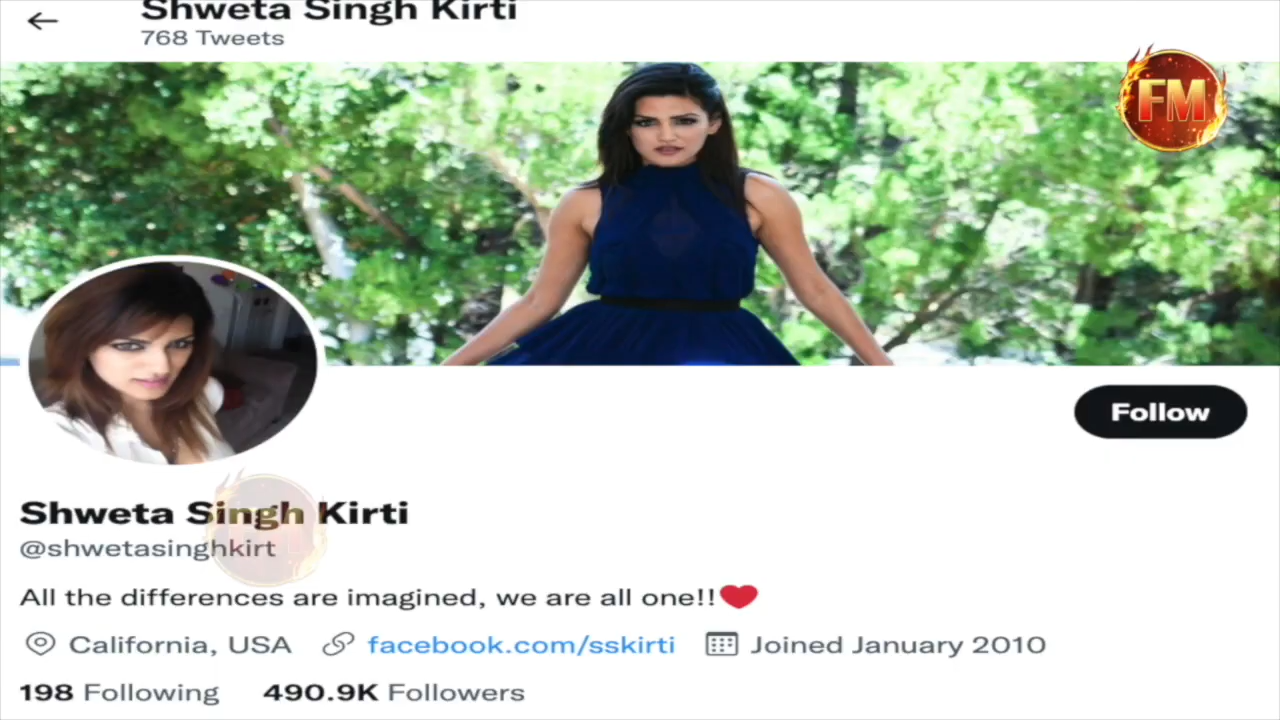 Shweta Singh Kirti
768 Tweets
FM
Follow
Shweta Singh Kirti
@shwetasinghkirt
All the differences are imagined, we are all one!!❤
California, USA facebook.com/sskirti Joined January 2010
198 Following 490.9K Followers